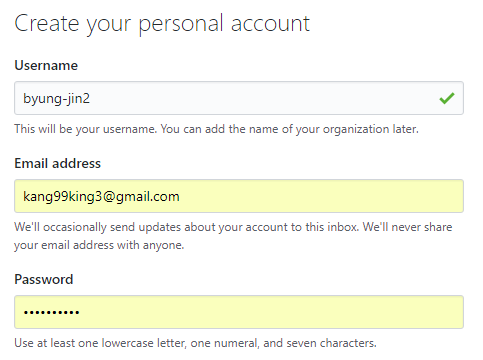 Create your personal account
Username
byung-jin2
This will be your username. You can add the name of your organization later.
Email address
kang99king3@gmail.com
We'll occasionally send updates about your account to this inbox. We'll never share
your email address with anyone.
Password
••••••••••
Use at least one lowercase letter, one numeral, and seven characters.